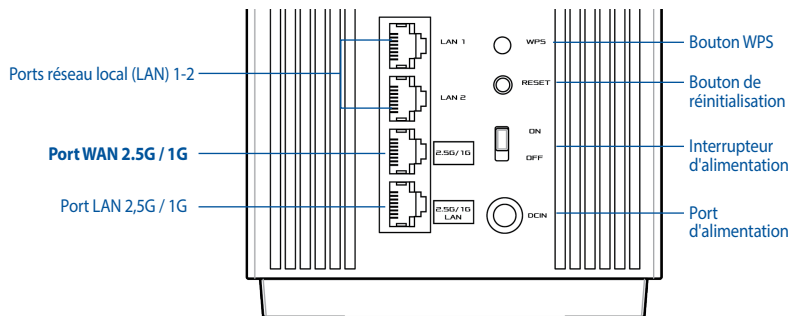 LAN 1
WPS
Bouton WPS
Ports réseau local (LAN) 1-2
RESET
Bouton de
réinitialisation
LAN 2
ON
OFF
Interrupteur
d'alimentation
Port WAN 2.5G / 1G
2.5G/1G
Port LAN 2,5G / 1G
2.5G/1G
LAN
DCIN
Port
d'alimentation